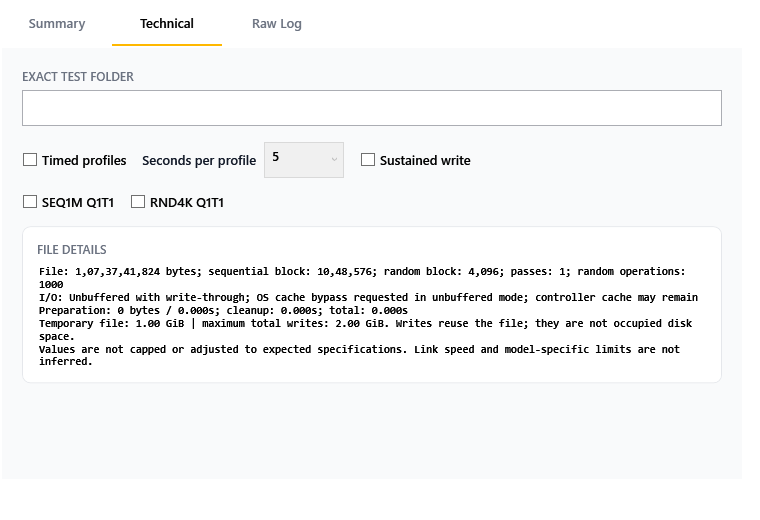 Summary Technical Raw Log
EXACT TEST FOLDER
Timed profiles Seconds per profile 5 Sustained write
SEQ1M Q1T1 RND4K Q1T1
FILE DETAILS
File: 1,07,37,41,824 bytes; sequential block: 10,48,576; random block: 4,096; passes: 1; random operations:
1000
I/O: Unbuffered with write-through; OS cache bypass requested in unbuffered mode; controller cache may remain
Preparation: 0 bytes / 0.000s; cleanup: 0.000s; total: 0.000s
Temporary file: 1.00 GiB | maximum total writes: 2.00 GiB. Writes reuse the file; they are not occupied disk
space.
Values are not capped or adjusted to expected specifications. Link speed and model-specific limits are not
inferred.